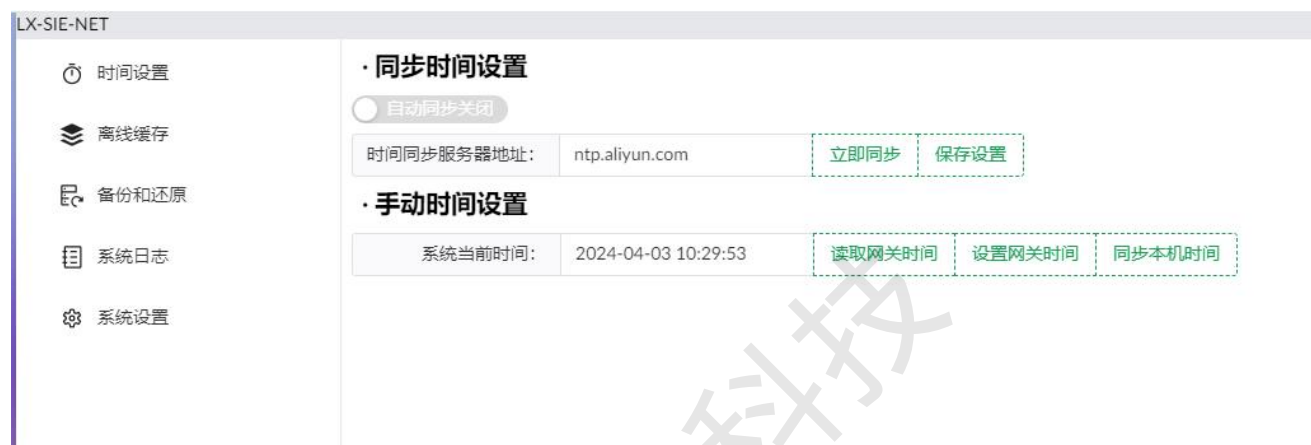 LX-SIE-NET
时间设置
离线缓存
备份和还原
系统日志
系统设置
· 同步时间设置
自动同步关闭
时间同步服务器地址: ntp.aliyun.com 立即同步 保存设置
· 手动时间设置
系统当前时间: 2024-04-03 10:29:53 读取网关时间 设置网关时间 同步本机时间
科技